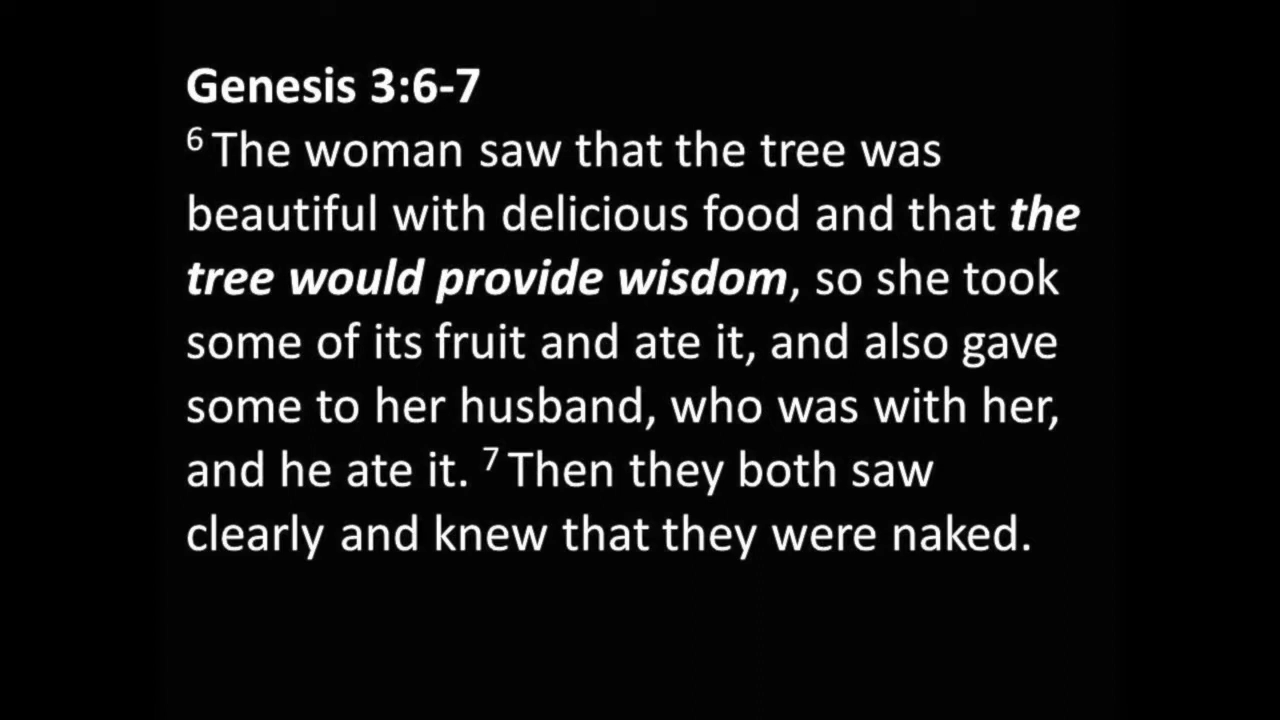 Genesis 3:6-7
6 The woman saw that the tree was
beautiful with delicious food and that the
tree would provide wisdom, so she took
some of its fruit and ate it, and also gave
some to her husband, who was with her,
and he ate it. 7 Then they both saw
clearly and knew that they were naked.